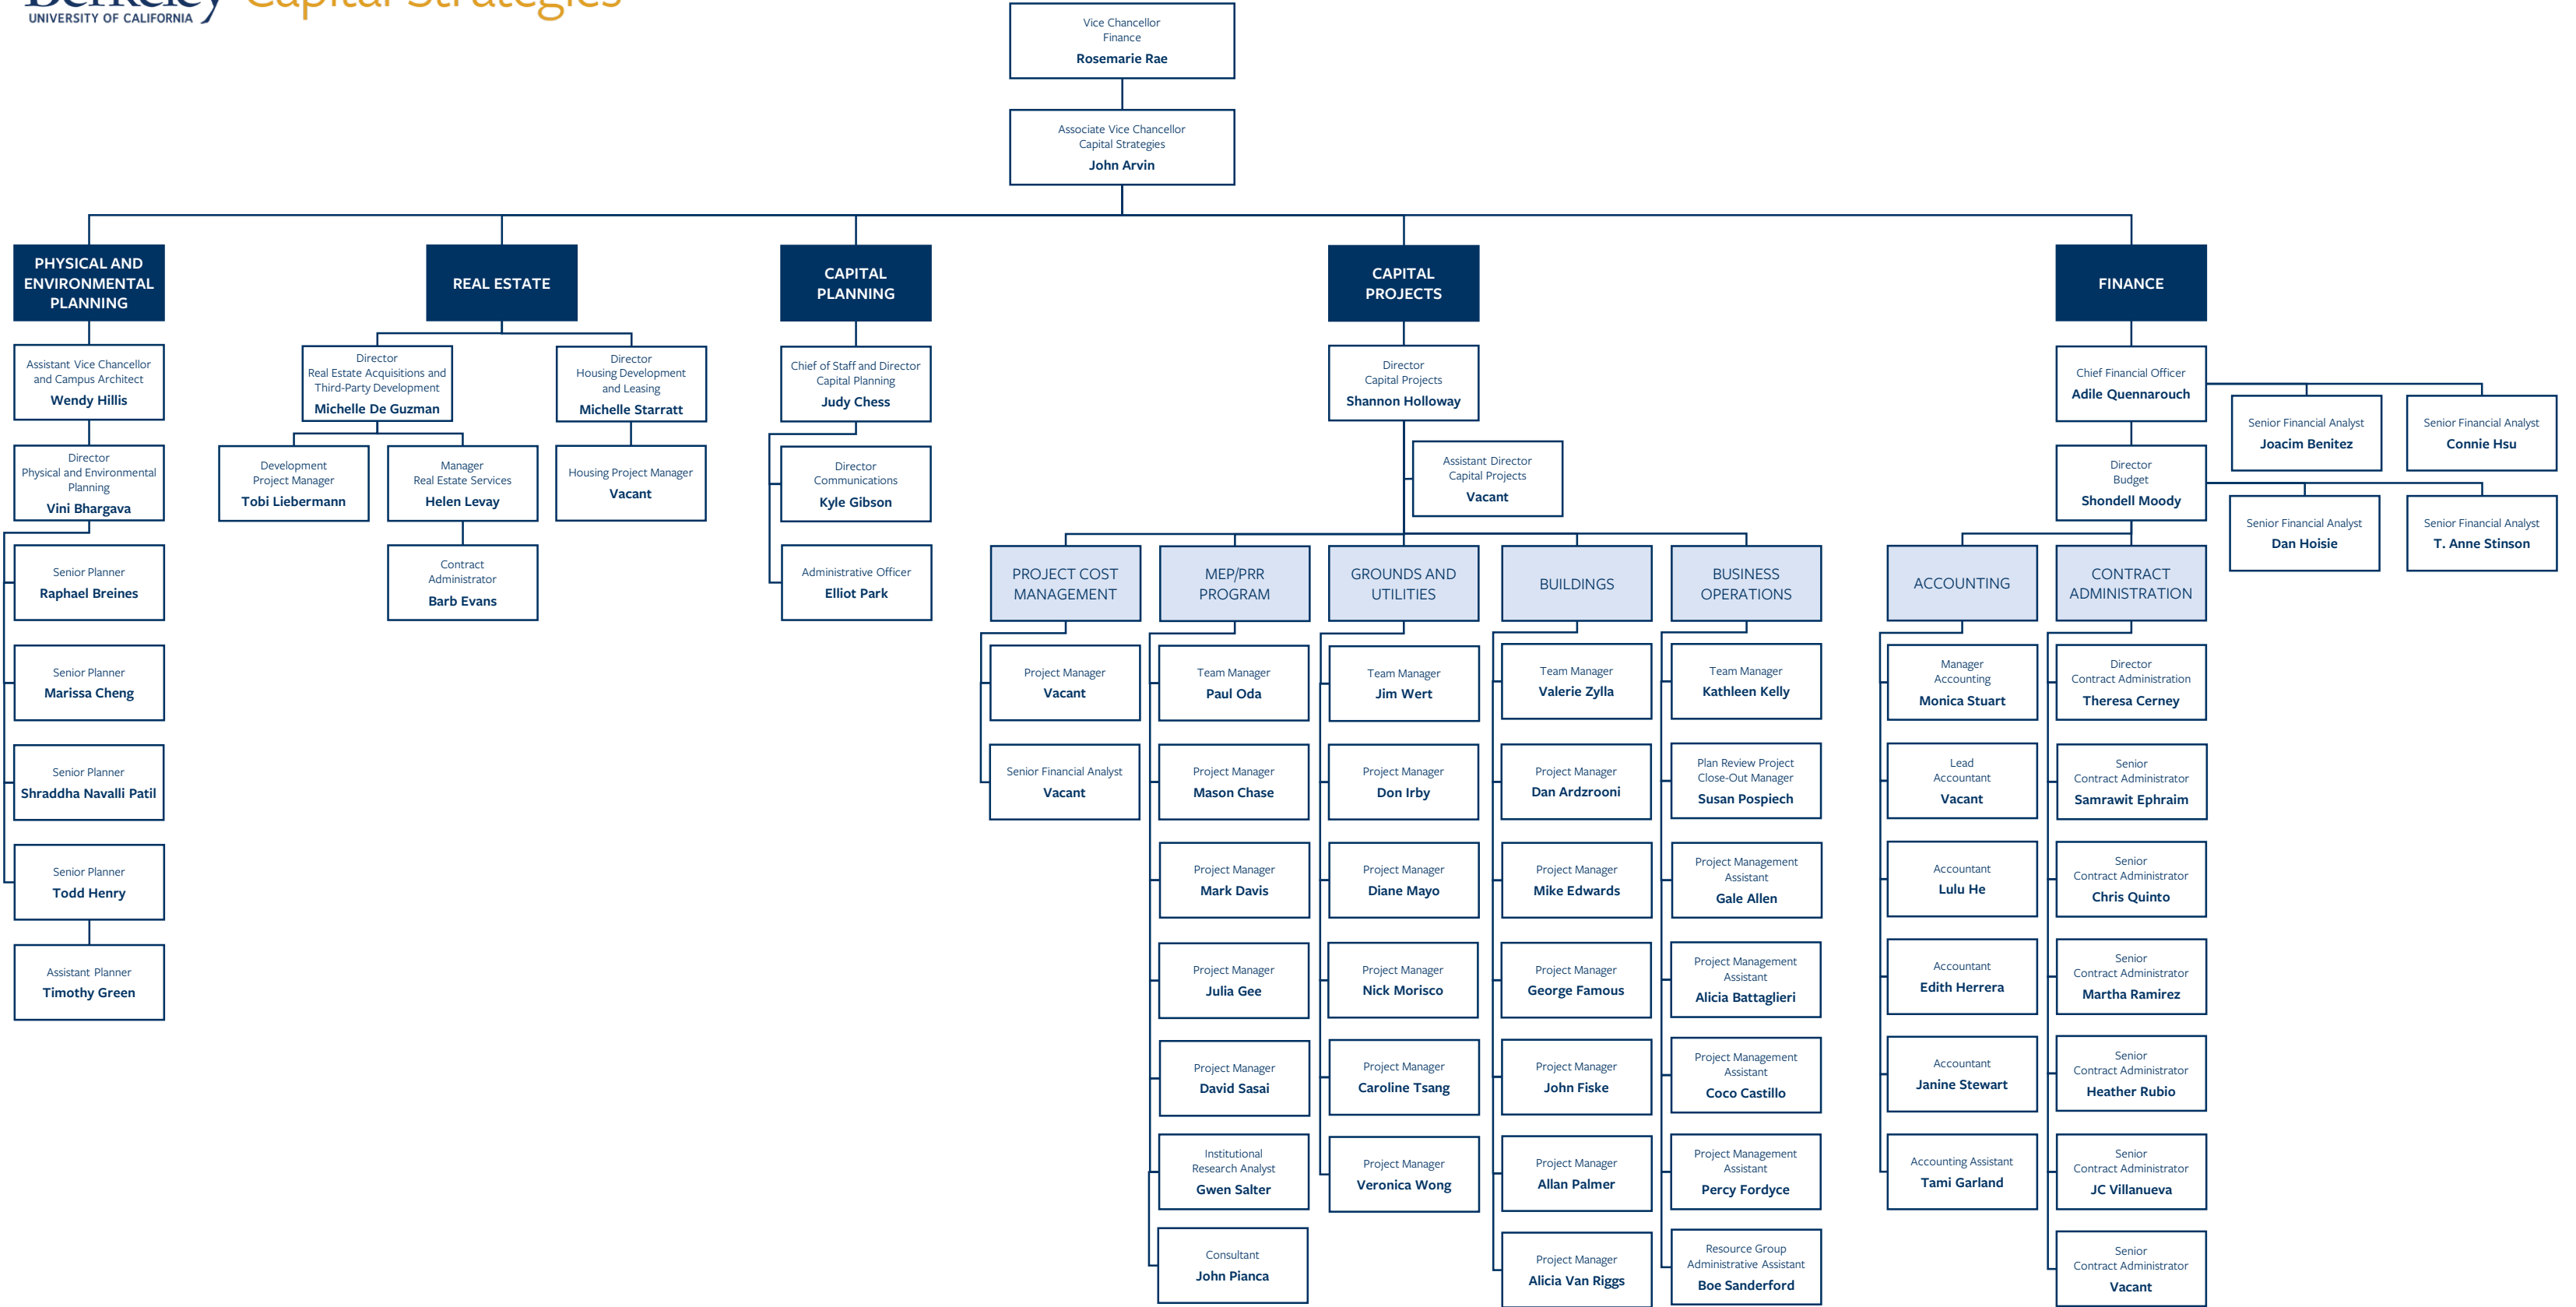 UNIVERSITY OF CALIFORNIA
Capital Strategies
Vice Chancellor
Finance
Rosemarie Rae
Associate Vice Chancellor
Capital Strategies
John Arvin
PHYSICAL AND
ENVIRONMENTAL
PLANNING
Assistant Vice Chancellor
and Campus Architect
Wendy Hillis
Director
Physical and Environmental
Planning
Vini Bhargava
Senior Planner
Raphael Breines
Senior Planner
Marissa Cheng
Senior Planner
Shraddha Navalli Patil
Senior Planner
Todd Henry
Assistant Planner
Timothy Green
REAL ESTATE
Director
Real Estate Acquisitions and
Third-Party Development
Michelle De Guzman
Development
Project Manager
Tobi Liebermann
Manager
Real Estate Services
Helen Levay
Contract
Administrator
Barb Evans
Director
Housing Development
and Leasing
Michelle Starratt
Housing Project Manager
Vacant
CAPITAL
PLANNING
Chief of Staff and Director
Capital Planning
Judy Chess
Director
Communications
Kyle Gibson
Administrative Officer
Elliot Park
CAPITAL
PROJECTS
Director
Capital Projects
Shannon Holloway
Assistant Director
Capital Projects
Vacant
PROJECT COST
MANAGEMENT
Project Manager
Vacant
Senior Financial Analyst
Vacant
MEP/PRR
PROGRAM
Team Manager
Paul Oda
Project Manager
Mason Chase
Project Manager
Mark Davis
Project Manager
Julia Gee
Project Manager
David Sasai
Institutional
Research Analyst
Gwen Salter
Consultant
John Pianca
GROUNDS AND
UTILITIES
Team Manager
Jim Wert
Project Manager
Don Irby
Project Manager
Diane Mayo
Project Manager
Nick Morisco
Project Manager
Caroline Tsang
Project Manager
Veronica Wong
BUILDINGS
Team Manager
Valerie Zylla
Project Manager
Dan Ardzrooni
Project Manager
Mike Edwards
Project Manager
George Famous
Project Manager
John Fiske
Project Manager
Allan Palmer
Project Manager
Alicia Van Riggs
BUSINESS
OPERATIONS
Team Manager
Kathleen Kelly
Plan Review Project
Close-Out Manager
Susan Pospiech
Project Management
Assistant
Gale Allen
Project Management
Assistant
Alicia Battaglieri
Project Management
Assistant
Coco Castillo
Project Management
Assistant
Percy Fordyce
Resource Group
Administrative Assistant
Boe Sanderford
FINANCE
Chief Financial Officer
Adile Quennarouch
Senior Financial Analyst
Joacim Benitez
Senior Financial Analyst
Connie Hsu
Director
Budget
Shondell Moody
Senior Financial Analyst
Dan Hoisie
Senior Financial Analyst
T. Anne Stinson
ACCOUNTING
Manager
Accounting
Monica Stuart
Lead
Accountant
Vacant
Accountant
Lulu He
Accountant
Edith Herrera
Accountant
Janine Stewart
Accounting Assistant
Tami Garland
CONTRACT
ADMINISTRATION
Director
Contract Administration
Theresa Cerney
Senior
Contract Administrator
Samrawit Ephraim
Senior
Contract Administrator
Chris Quinto
Senior
Contract Administrator
Martha Ramirez
Senior
Contract Administrator
Heather Rubio
Senior
Contract Administrator
JC Villanueva
Senior
Contract Administrator
Vacant